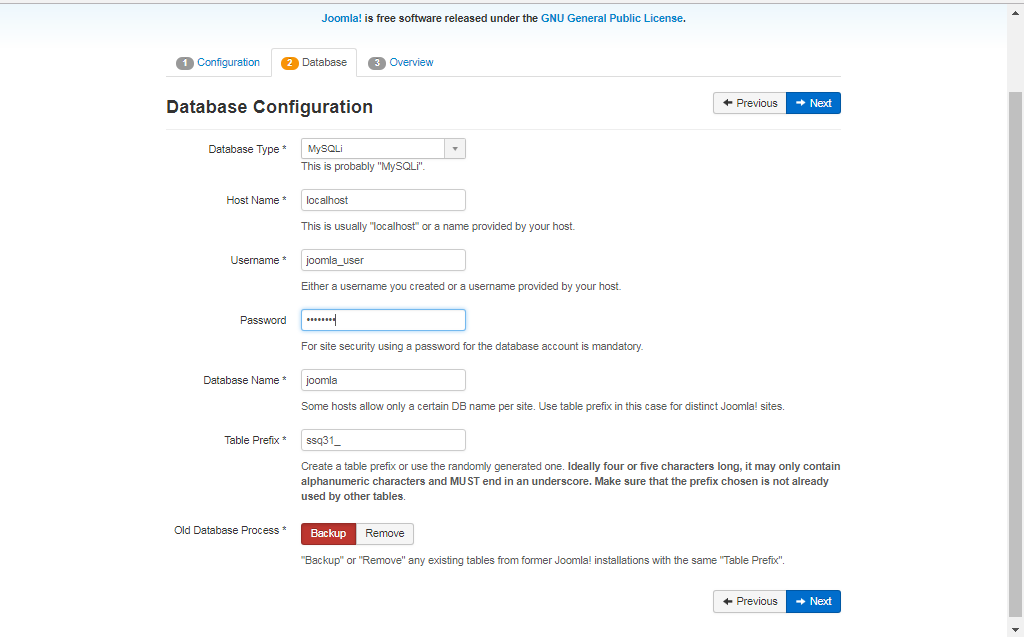 Joomla! is free software released under the GNU General Public License.
1 Configuration 2 Database 3 Overview
Database Configuration
Previous Next
Database Type * MySQLi
This is probably "MySQLi".
Host Name * localhost
This is usually "localhost" or a name provided by your host.
Username * joomla_user
Either a username you created or a username provided by your host.
Password ••••••••
For site security using a password for the database account is mandatory.
Database Name * joomla
Some hosts allow only a certain DB name per site. Use table prefix in this case for distinct Joomla! sites.
Table Prefix * ssq31_
Create a table prefix or use the randomly generated one. Ideally four or five characters long, it may only contain
alphanumeric characters and MUST end in an underscore. Make sure that the prefix chosen is not already
used by other tables.
Old Database Process * Backup Remove
"Backup" or "Remove" any existing tables from former Joomla! installations with the same "Table Prefix".
Previous Next